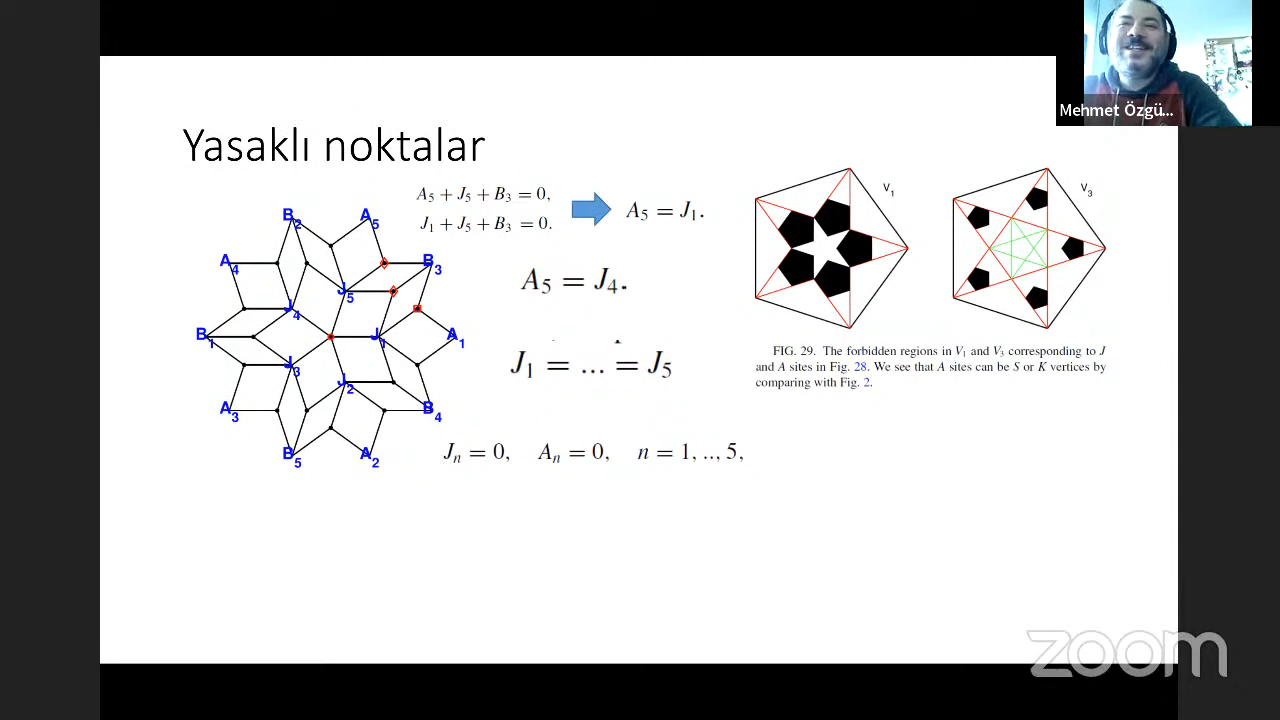 Mehmet Özgü...
Yasaklı noktalar
A₅ + J₅ + B₃ = 0,
J₁ + J₅ + B₃ = 0.
A₅ = J₁.
A₅ = J₄.
J₁ = ... = J₅
Jₙ = 0, Aₙ = 0, n = 1, .., 5,
B₂ A₅
A₄ B₃
J₅
J₄
B₁ J₁ A₁
J₃
J₂
A₃ B₄
B₅ A₂
V₁
V₃
FIG. 29. The forbidden regions in V₁ and V₃ corresponding to J
and A sites in Fig. 28. We see that A sites can be S or K vertices by
comparing with Fig. 2.
zoom